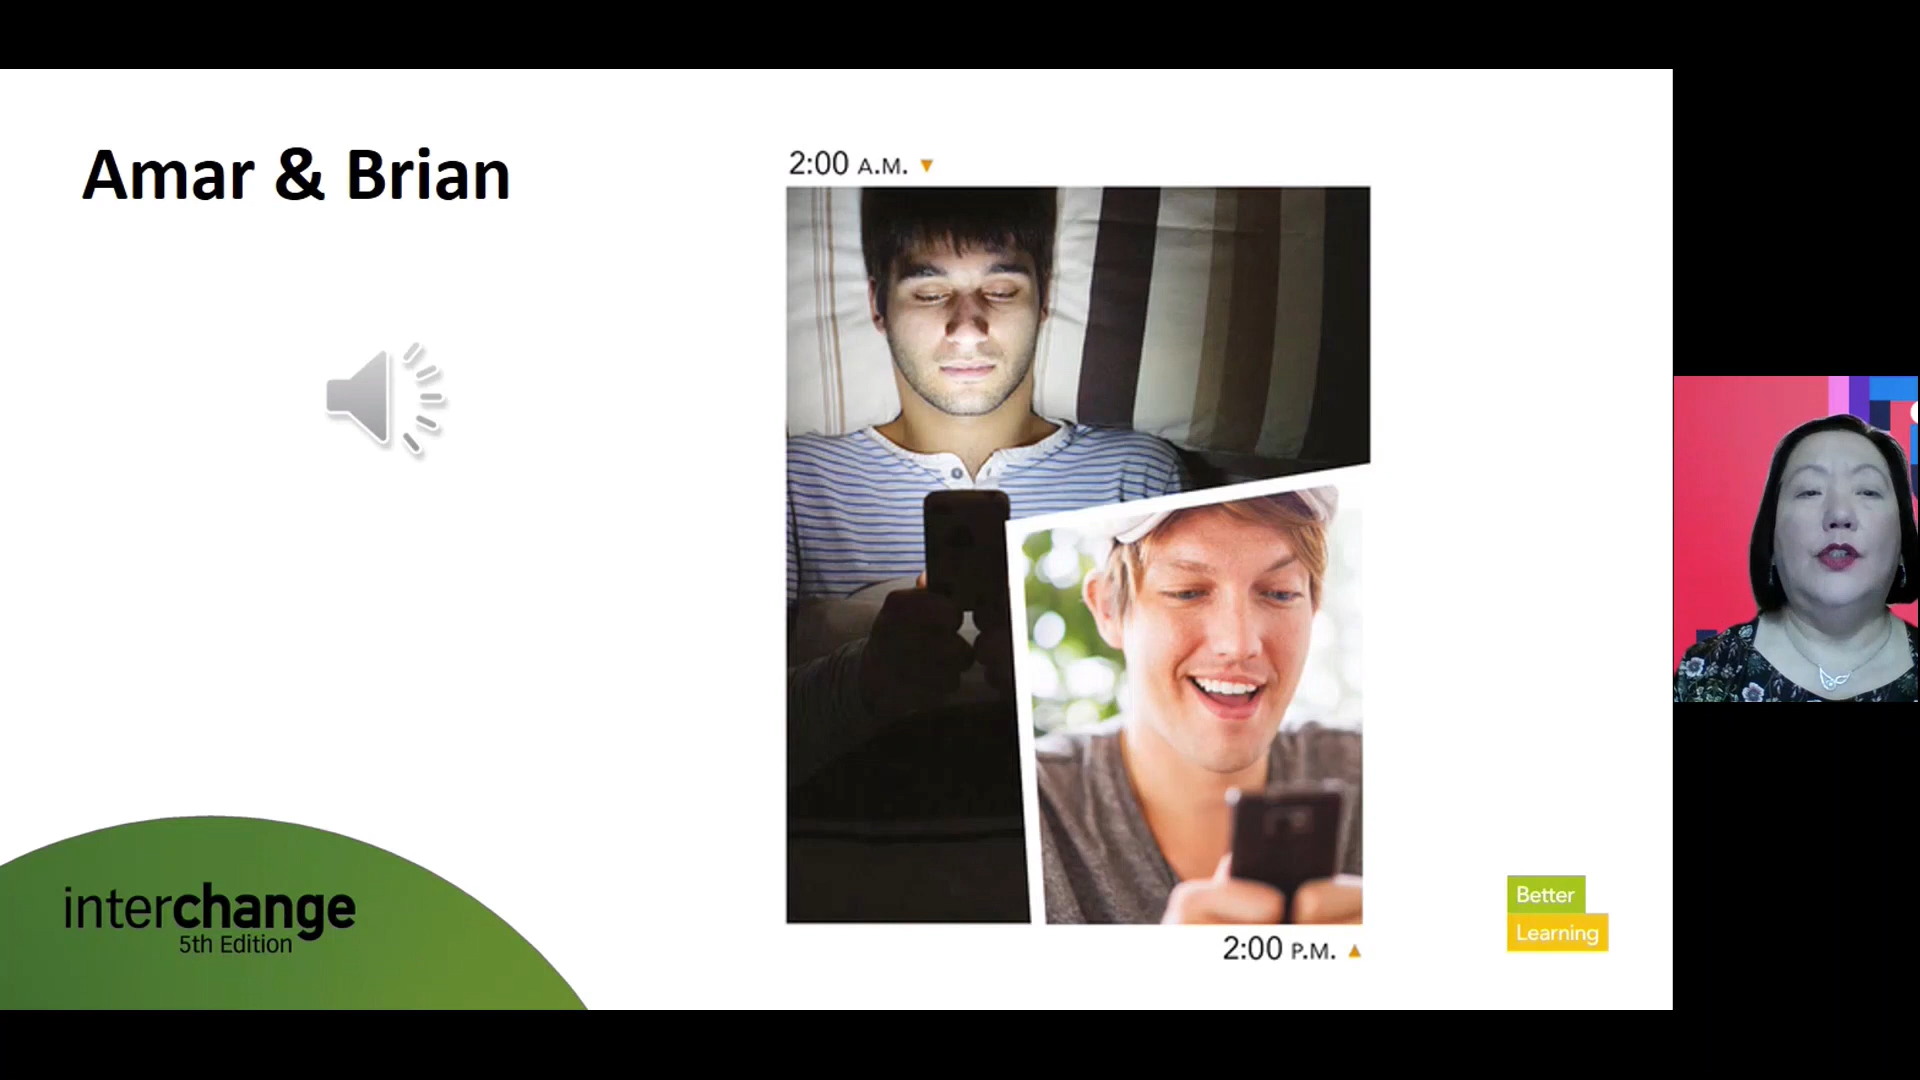 Amar & Brian
2:00 A.M.
2:00 P.M.
interchange
5th Edition
Better
Learning